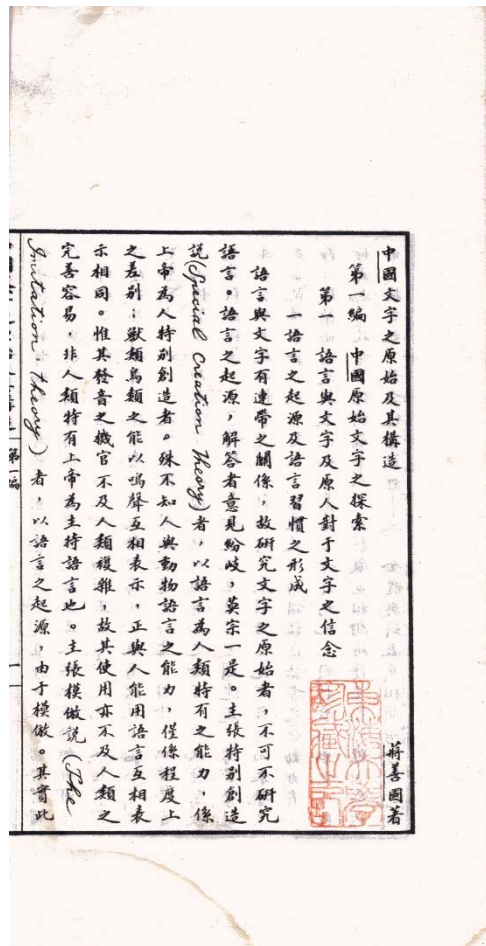 中國文字之原始及其構造
蔣善國著
第一編　中國原始文字之探索
第一　語言與文字及原人對于文字之信念
一　語言之起源及語言習慣之形成
語言與文字有連帶之關係，故研究文字之原始者，不可不研究
語言。語言之起源，解答者意見紛歧，莫宗一是。主張特別創造
說(Special Creation Theory)者，以語言為人類特有之能力，係
上帝為人特別創造者。殊不知人與動物語言之能力，僅係程度上
之差別；獸類鳥類之能以鳴聲互相表示，正與人能用語言互相表
示相同。惟其發音之機官不及人類複雜，故其使用亦不及人類之
完善容易，非人類特有上帝為主持語言也。主張模倣說(The
Imitation Theory)者，以語言之起源，由于模倣。其實此
第一編
一